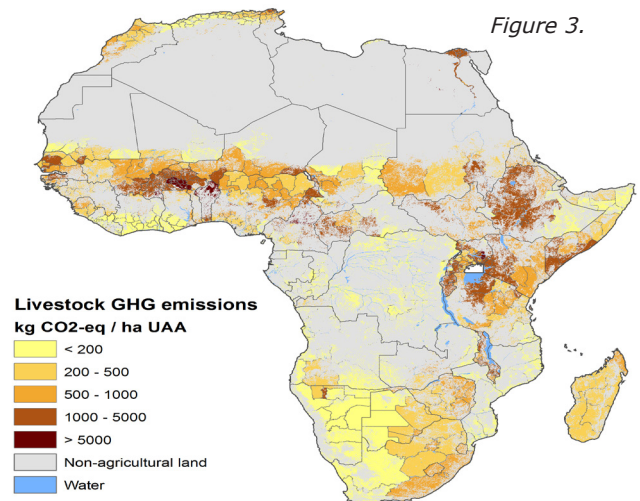 Figure 3.
Livestock GHG emissions
kg CO2-eq / ha UAA
< 200
200 - 500
500 - 1000
1000 - 5000
> 5000
Non-agricultural land
Water